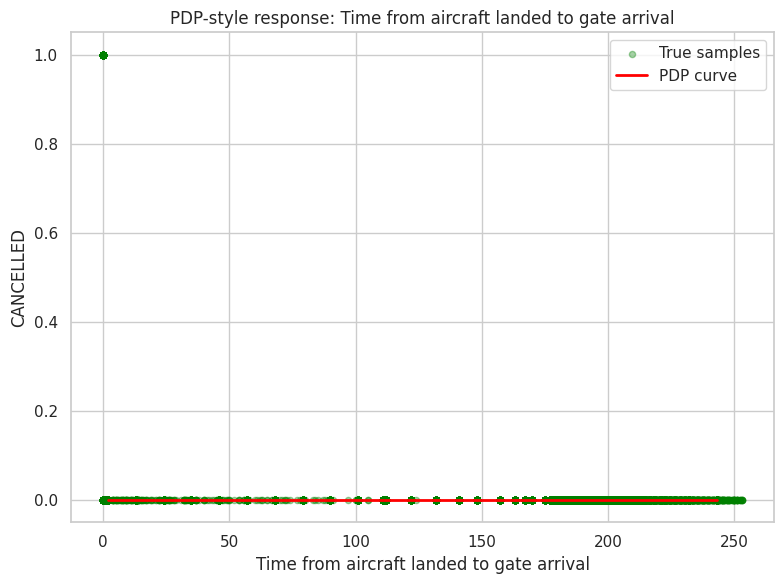 PDP-style response: Time from aircraft landed to gate arrival
True samples
PDP curve
CANCELLED
1.0
0.8
0.6
0.4
0.2
0.0
0 50 100 150 200 250
Time from aircraft landed to gate arrival